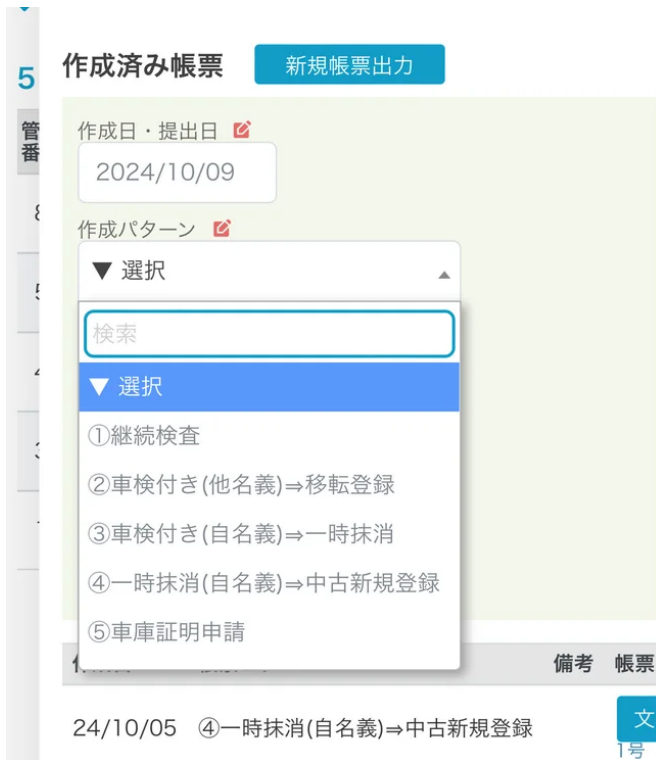 作成済み帳票 新規帳票出力
5
管
番
作成日・提出日
2024/10/09
作成パターン
▼ 選択
検索
▼ 選択
①継続検査
②車検付き(他名義)⇒移転登録
③車検付き(自名義)⇒一時抹消
④一時抹消(自名義)⇒中古新規登録
⑤車庫証明申請
備考 帳票
24/10/05 ④一時抹消(自名義)⇒中古新規登録 文
1号